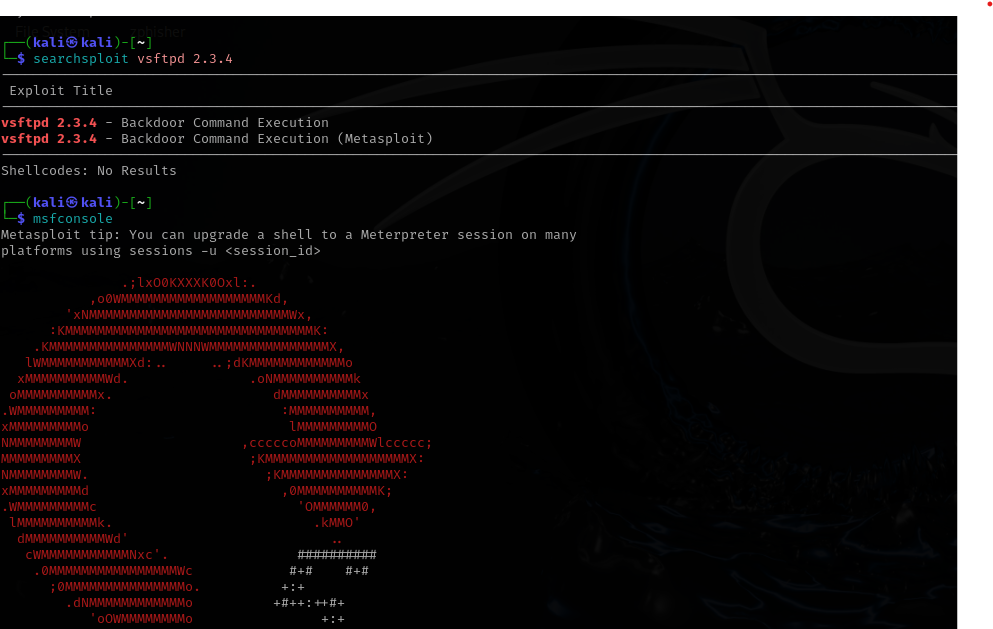 File System
zphisher
┌──(kali㉿kali)-[~]
└─$ searchsploit vsftpd 2.3.4
Exploit Title
vsftpd 2.3.4 - Backdoor Command Execution
vsftpd 2.3.4 - Backdoor Command Execution (Metasploit)
Shellcodes: No Results
┌──(kali㉿kali)-[~]
└─$ msfconsole
Metasploit tip: You can upgrade a shell to a Meterpreter session on many
platforms using sessions -u <session_id>
.;lxO0KXXXK0Oxl:.
,o0WMMMMMMMMMMMMMMMMMMKd,
'xNMMMMMMMMMMMMMMMMMMMMMMMMMWx,
:KMMMMMMMMMMMMMMMMMMMMMMMMMMMMMMMK:
.KMMMMMMMMMMMMMMMWNNNWMMMMMMMMMMMMMMMX,
lWMMMMMMMMMMMXd:..     ..;dKMMMMMMMMMMMMo
xMMMMMMMMMMWd.               .oNMMMMMMMMMMk
oMMMMMMMMMMx.                    dMMMMMMMMMMx
.WMMMMMMMMM:                       :MMMMMMMMMM,
xMMMMMMMMMo                         lMMMMMMMMMO
NMMMMMMMMW                    ,cccccoMMMMMMMMMWlccccc;
MMMMMMMMMX                     ;KMMMMMMMMMMMMMMMMMMX:
NMMMMMMMMW.                      ;KMMMMMMMMMMMMMMX:
xMMMMMMMMMd                        ,0MMMMMMMMMMK;
.WMMMMMMMMMc                         'OMMMMMM0,
lMMMMMMMMMMk.                         .kMMO'
dMMMMMMMMMMWd'                         ..
cWMMMMMMMMMMMNxc'.                ##########
.0MMMMMMMMMMMMMMMMWc            #+#    #+#
;0MMMMMMMMMMMMMMMo.          +:+
.dNMMMMMMMMMMMMo          +#++:++#+
'oOWMMMMMMMMo                +:+